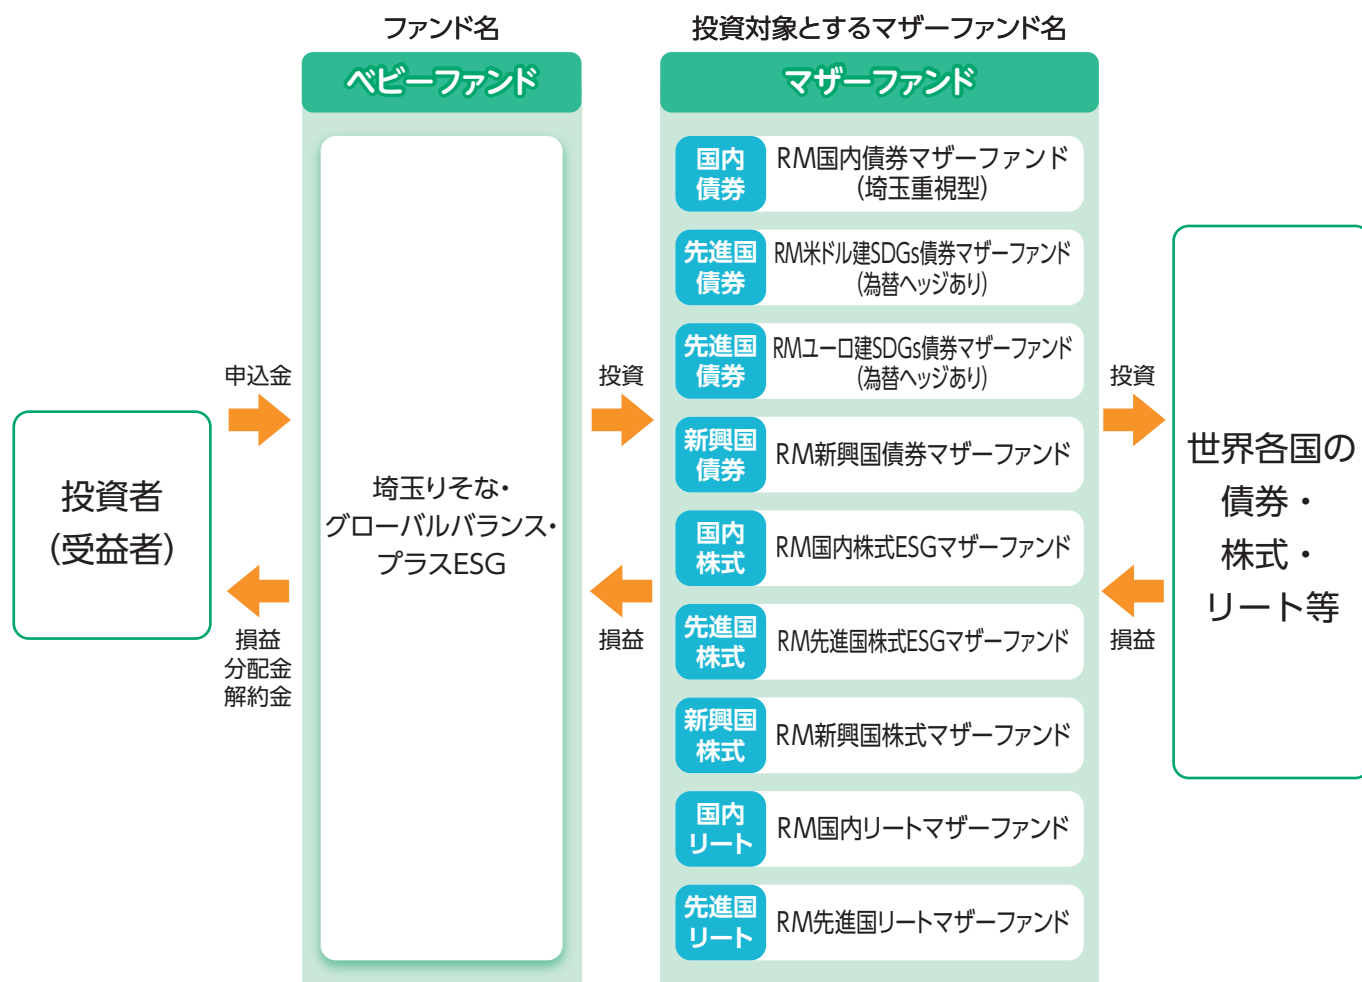 ファンド名
投資対象とするマザーファンド名
ベビーファンド
マザーファンド
投資者
(受益者)
申込金
損益
分配金
解約金
埼玉りそな・
グローバルバランス・
プラスESG
投資
損益
国内
債券
RM国内債券マザーファンド
(埼玉重視型)
先進国
債券
RM米ドル建SDGs債券マザーファンド
(為替ヘッジあり)
先進国
債券
RMユーロ建SDGs債券マザーファンド
(為替ヘッジあり)
新興国
債券
RM新興国債券マザーファンド
国内
株式
RM国内株式ESGマザーファンド
先進国
株式
RM先進国株式ESGマザーファンド
新興国
株式
RM新興国株式マザーファンド
国内
リート
RM国内リートマザーファンド
先進国
リート
RM先進国リートマザーファンド
投資
損益
世界各国の
債券・
株式・
リート等